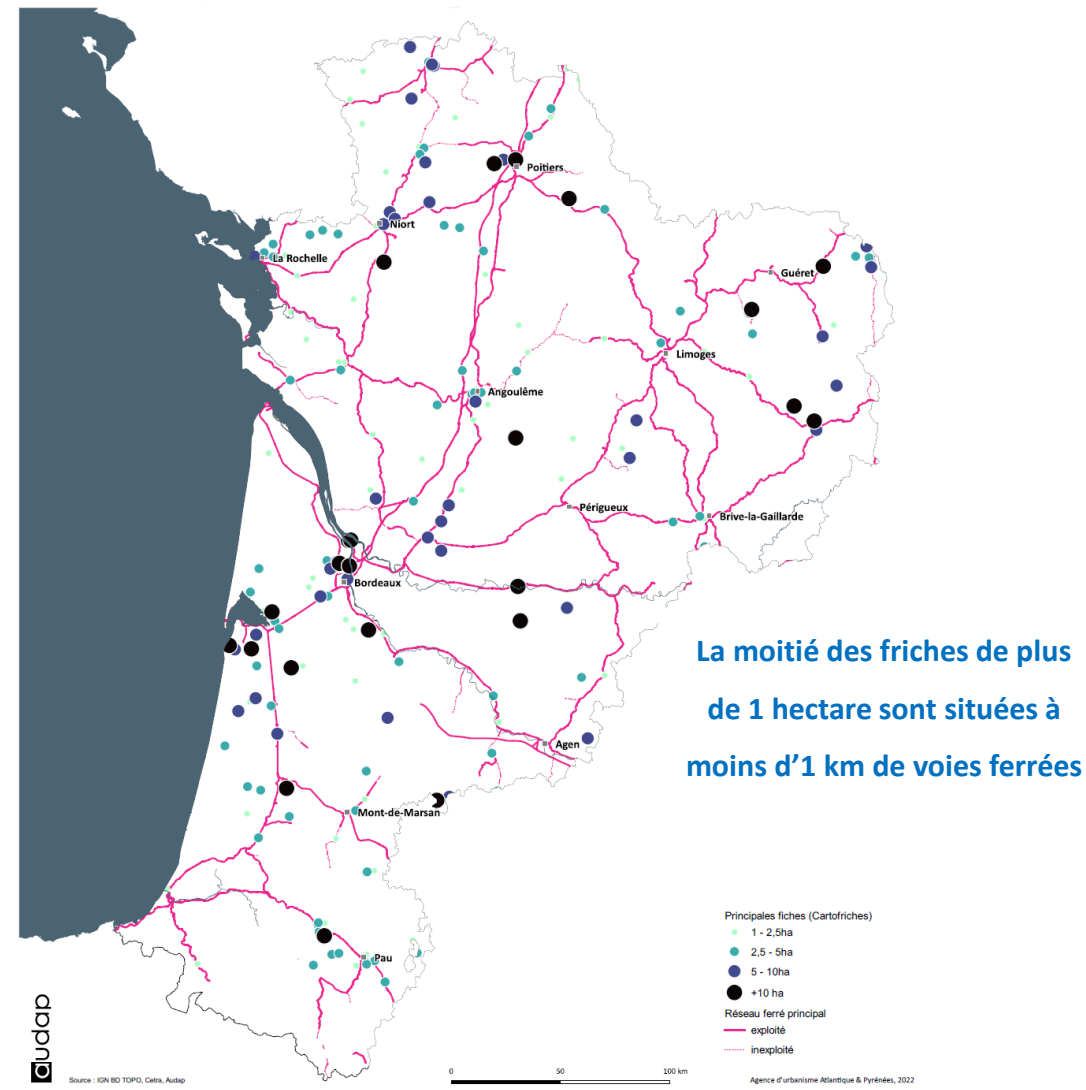 Poitiers
Niort
La Rochelle
Guéret
Limoges
Angoulême
Périgueux
Brive-la-Gaillarde
Bordeaux
La moitié des friches de plus
de 1 hectare sont situées à
moins d'1 km de voies ferrées
Agen
Mont-de-Marsan
Pau
Principales fiches (Cartofriches)
1 - 2,5ha
2,5 - 5ha
5 - 10ha
+10 ha
Réseau ferré principal
exploité
inexploité
audap
Source : IGN BD TOPO, Cetra, Audap
0 50 100 km
Agence d'urbanisme Atlantique & Pyrénées, 2022